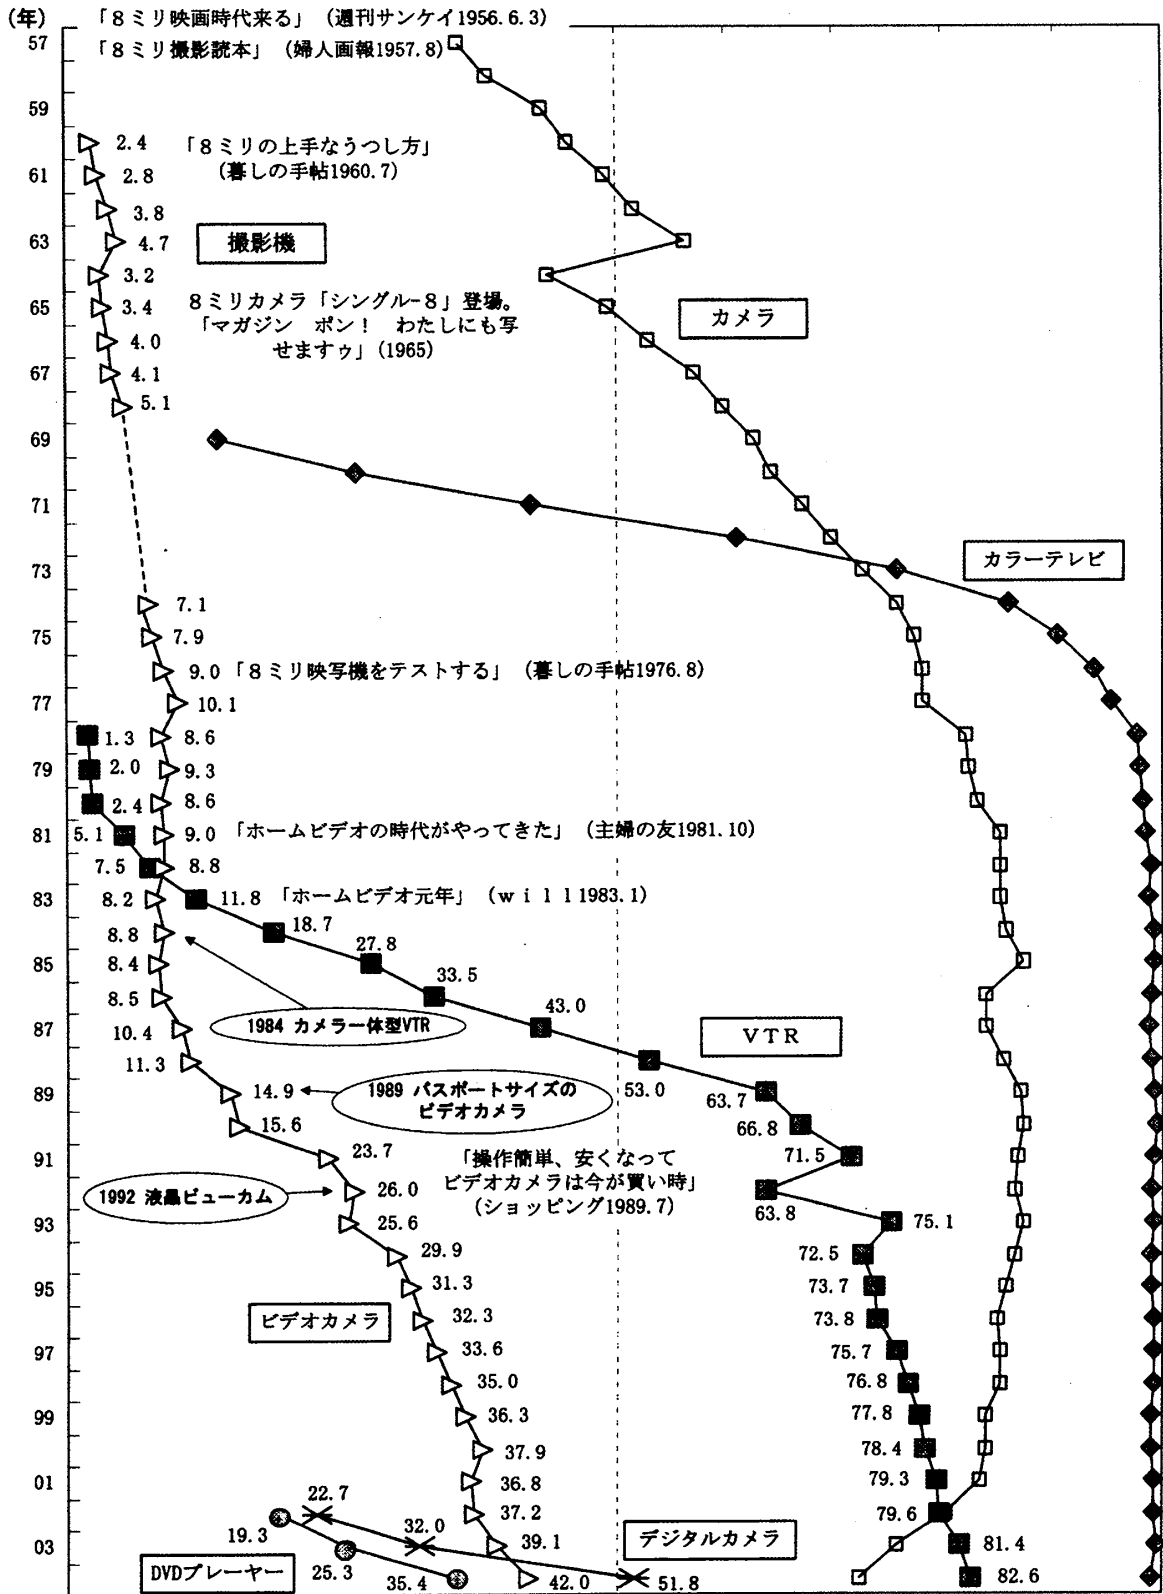 (年) 「8ミリ映画時代来る」 (週刊サンケイ1956.6.3)
57 「8ミリ撮影読本」 (婦人画報1957.8)
59
2.4 「8ミリの上手なうつし方」
(暮しの手帖1960.7)
61 2.8
3.8
63 4.7 撮影機
3.2
8ミリカメラ「シングル-8」登場。
65 3.4 カメラ
「マガジン ポン! わたしにも写
せますゥ」(1965)
4.0
67 4.1
5.1
69
71
73 カラーテレビ
7.1
75 7.9
9.0 「8ミリ映写機をテストする」 (暮しの手帖1976.8)
77 10.1
1.3 8.6
79 2.0 9.3
2.4 8.6
81 5.1 9.0 「ホームビデオの時代がやってきた」 (主婦の友1981.10)
7.5 8.8
83 8.2 11.8 「ホームビデオ元年」 (will1983.1)
8.8 18.7
85 8.4 27.8
8.5 33.5
1984 カメラ一体型VTR
87 10.4 43.0 VTR
11.3 53.0
89 14.9 1989 パスポートサイズの
ビデオカメラ 63.7
15.6 66.8
91 23.7 「操作簡単、安くなって 71.5
ビデオカメラは今が買い時」
(ショッピング1989.7)
1992 液晶ビューカム 26.0 63.8
93 25.6 75.1
29.9 72.5
95 31.3 73.7
ビデオカメラ 32.3 73.8
97 33.6 75.7
35.0 76.8
99 36.3 77.8
37.9 78.4
01 36.8 79.3
19.3 22.7 37.2 79.6
03 25.3 32.0 39.1 デジタルカメラ 81.4
DVDプレーヤー 35.4 42.0 51.8 82.6